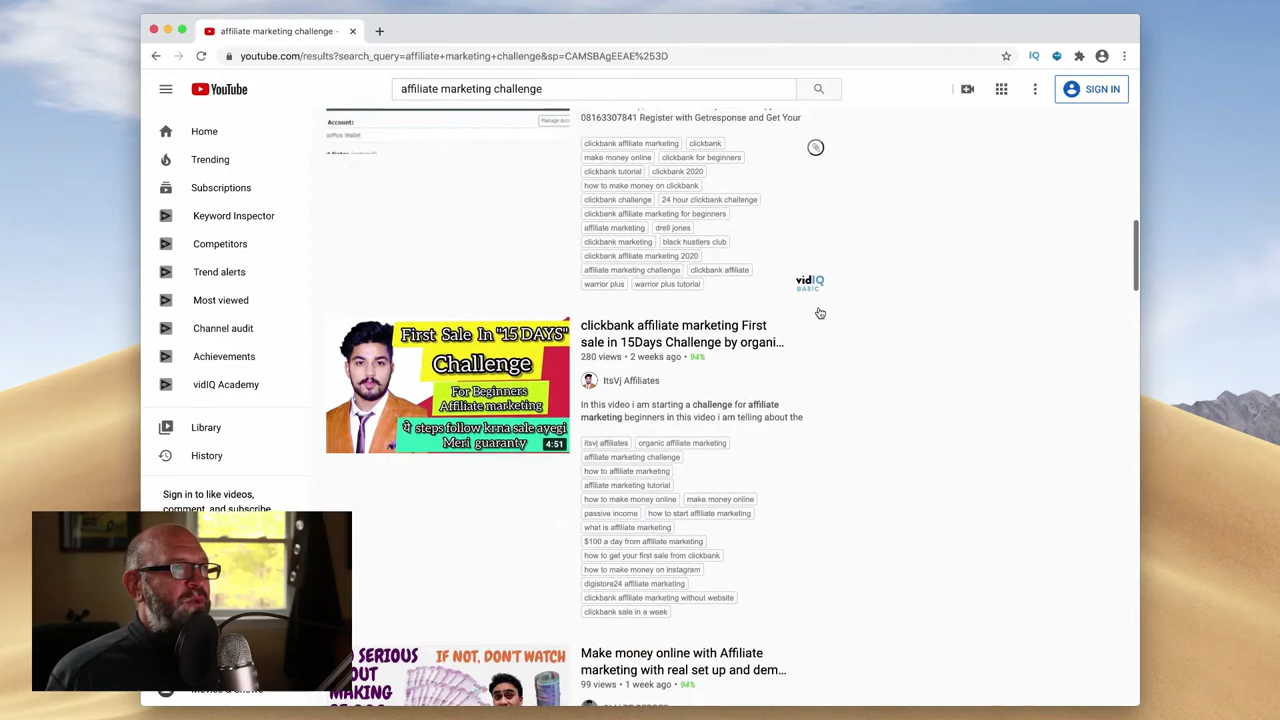 affiliate marketing challenge -
youtube.com/results?search_query=affiliate+marketing+challenge&sp=CAMSBAgEEAE%253D
IQ
YouTube
affiliate marketing challenge
SIGN IN
Home
Trending
Subscriptions
Keyword Inspector
Competitors
Trend alerts
Most viewed
Channel audit
Achievements
vidIQ Academy
Library
History
Sign in to like videos,
comment, and subscribe.
Account:
orPlus Wallet
08163307841 Register with Getresponse and Get Your
clickbank affiliate marketing clickbank
make money online clickbank for beginners
clickbank tutorial clickbank 2020
how to make money on clickbank
clickbank challenge 24 hour clickbank challenge
clickbank affiliate marketing for beginners
affiliate marketing drell jones
clickbank marketing black hustlers club
clickbank affiliate marketing 2020
affiliate marketing challenge clickbank affiliate
warrior plus warrior plus tutorial
vidIQ
BASIC
First Sale In "15 DAYS"
Challenge
For Beginners
Affiliate marketing
ये steps follow krna sale ayegi
Meri guaranty
4:51
clickbank affiliate marketing First
sale in 15Days Challenge by organi...
280 views • 2 weeks ago • 94%
ItsVj Affiliates
In this video i am starting a challenge for affiliate
marketing beginners in this video i am telling about the
itsvj affiliates organic affiliate marketing
affiliate marketing challenge
how to affiliate marketing
affiliate marketing tutorial
how to make money online make money online
passive income how to start affiliate marketing
what is affiliate marketing
$100 a day from affiliate marketing
how to get your first sale from clickbank
how to make money on instagram
digistore24 affiliate marketing
clickbank affiliate marketing without website
clickbank sale in a week
SERIOUS
IF NOT, DON'T WATCH
MAKING
Make money online with Affiliate
marketing with real set up and dem...
99 views • 1 week ago • 94%